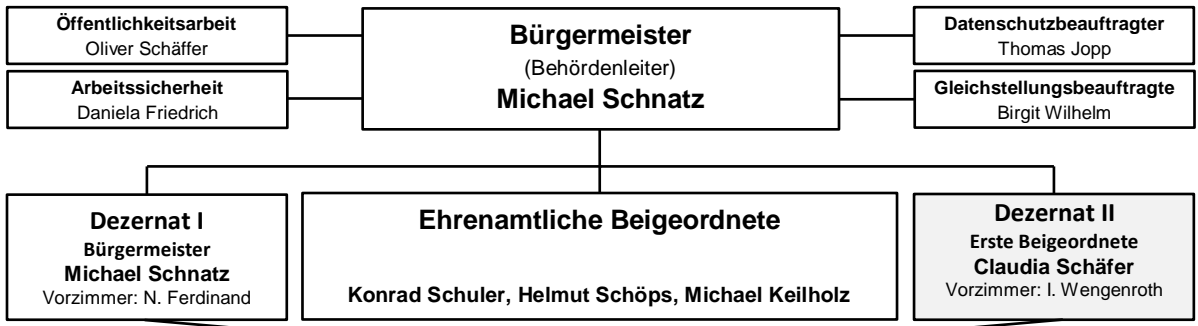 Öffentlichkeitsarbeit
Oliver Schäffer
Arbeitssicherheit
Daniela Friedrich
Bürgermeister
(Behördenleiter)
Michael Schnatz
Datenschutzbeauftragter
Thomas Jopp
Gleichstellungsbeauftragte
Birgit Wilhelm
Dezernat I
Bürgermeister
Michael Schnatz
Vorzimmer: N. Ferdinand
Ehrenamtliche Beigeordnete
Konrad Schuler, Helmut Schöps, Michael Keilholz
Dezernat II
Erste Beigeordnete
Claudia Schäfer
Vorzimmer: I. Wengenroth